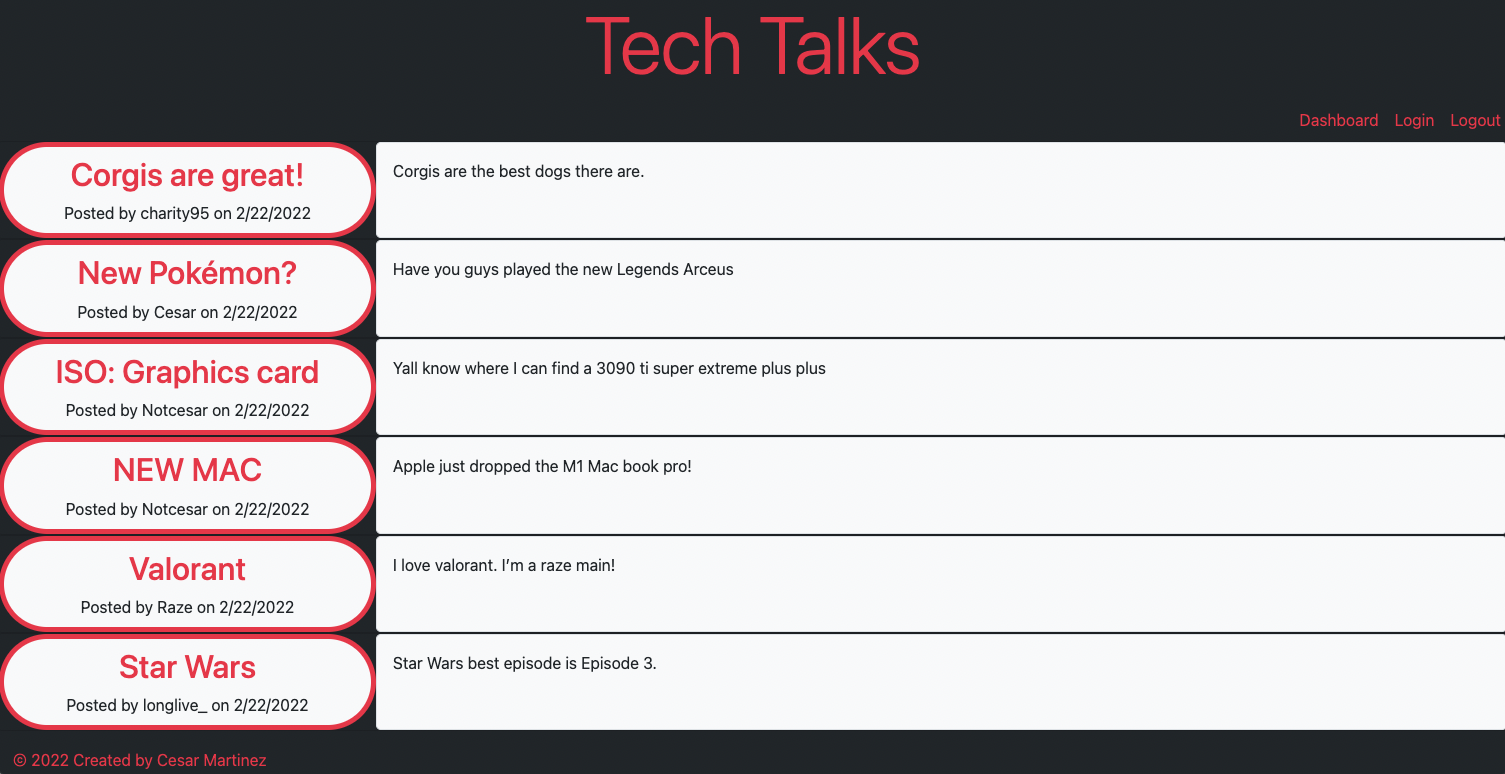 Tech Talks
Dashboard Login Logout
Corgis are great!
Posted by charity95 on 2/22/2022
Corgis are the best dogs there are.
New Pokémon?
Posted by Cesar on 2/22/2022
Have you guys played the new Legends Arceus
ISO: Graphics card
Posted by Notcesar on 2/22/2022
Yall know where I can find a 3090 ti super extreme plus plus
NEW MAC
Posted by Notcesar on 2/22/2022
Apple just dropped the M1 Mac book pro!
Valorant
Posted by Raze on 2/22/2022
I love valorant. I’m a raze main!
Star Wars
Posted by longlive_ on 2/22/2022
Star Wars best episode is Episode 3.
© 2022 Created by Cesar Martinez